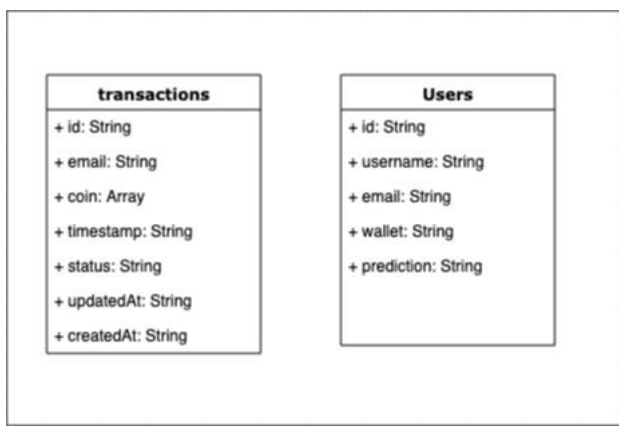 transactions
+ id: String
+ email: String
+ coin: Array
+ timestamp: String
+ status: String
+ updatedAt: String
+ createdAt: String
Users
+ id: String
+ username: String
+ email: String
+ wallet: String
+ prediction: String